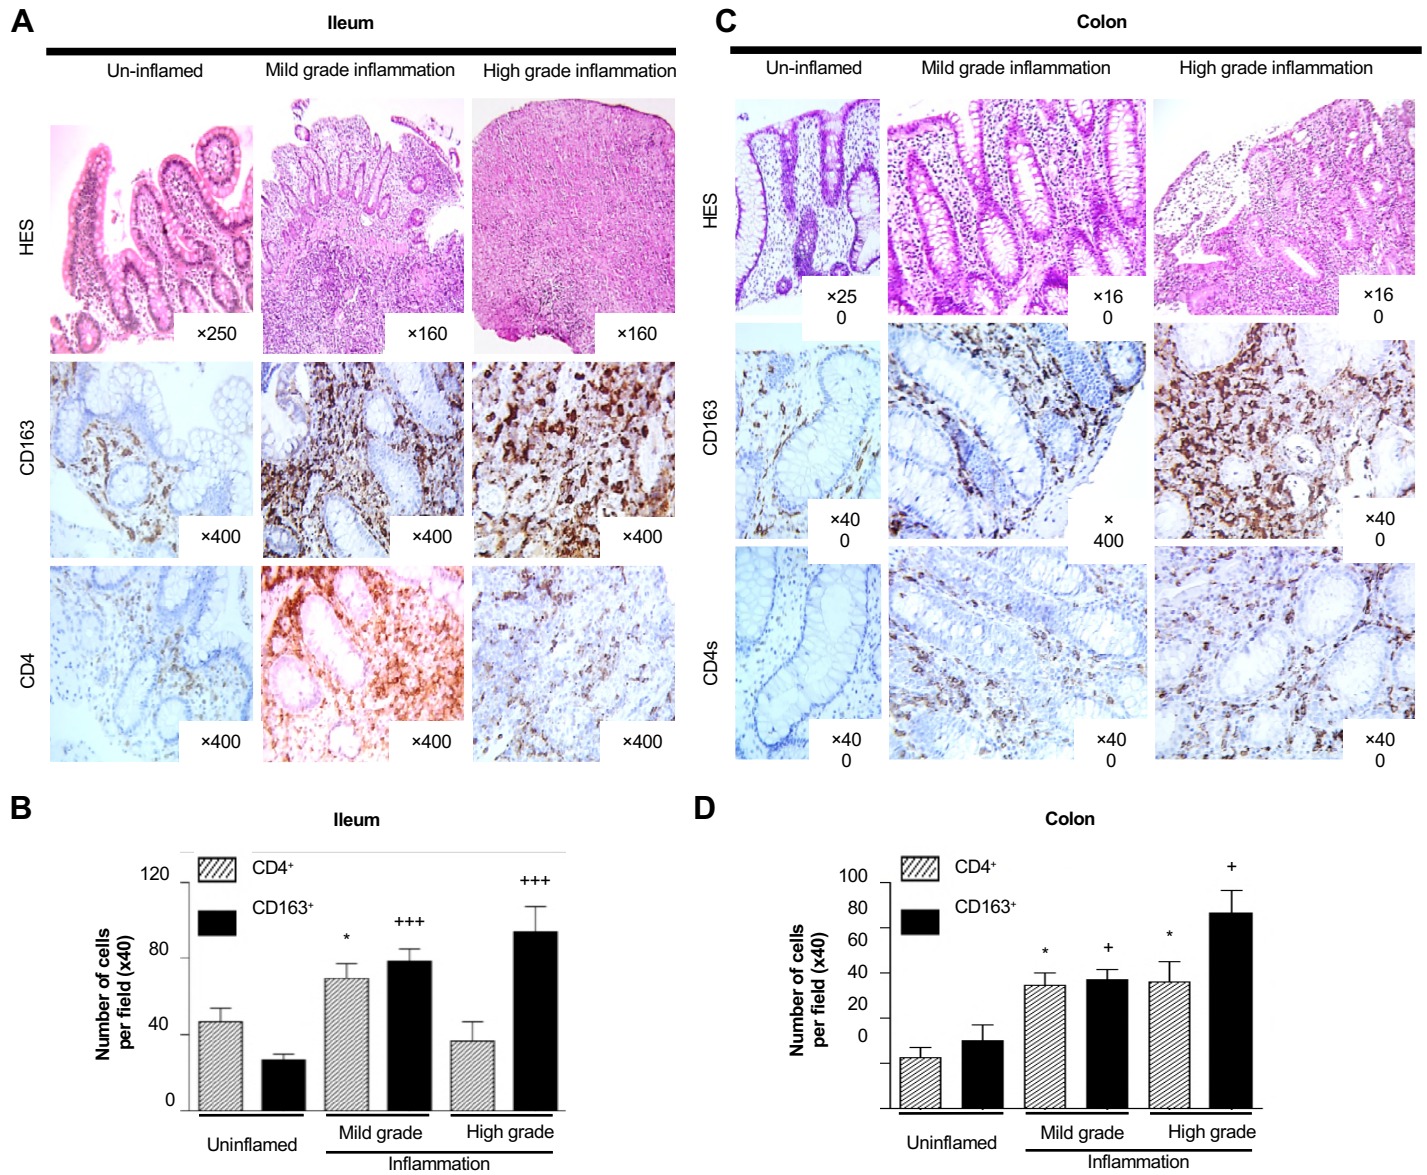 A
Ileum
Un-inflamed
Mild grade inflammation
High grade inflammation
HES
×250
×160
×160
CD163
×400
×400
×400
CD4
×400
×400
×400
C
Colon
Un-inflamed
Mild grade inflammation
High grade inflammation
HES
×25
0
×16
0
×16
0
CD163
×40
0
×
400
×40
0
CD4s
×40
0
×40
0
×40
0
B
Ileum
CD4+
CD163+
Number of cells
per field (x40)
120
80
40
0
*
+++
+++
Uninflamed
Mild grade
High grade
Inflammation
D
Colon
CD4+
CD163+
Number of cells
per field (x40)
100
80
60
40
20
0
*
+
*
+
Uninflamed
Mild grade
High grade
Inflammation